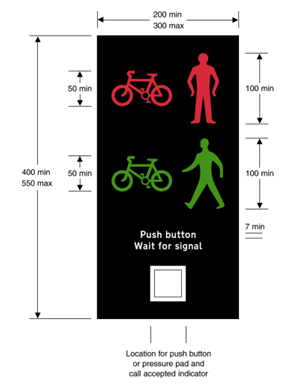 200 min
300 max
50 min
100 min
400 min
550 max
50 min
100 min
Push button
Wait for signal
7 min
Location for push button
or pressure pad and
call accepted indicator